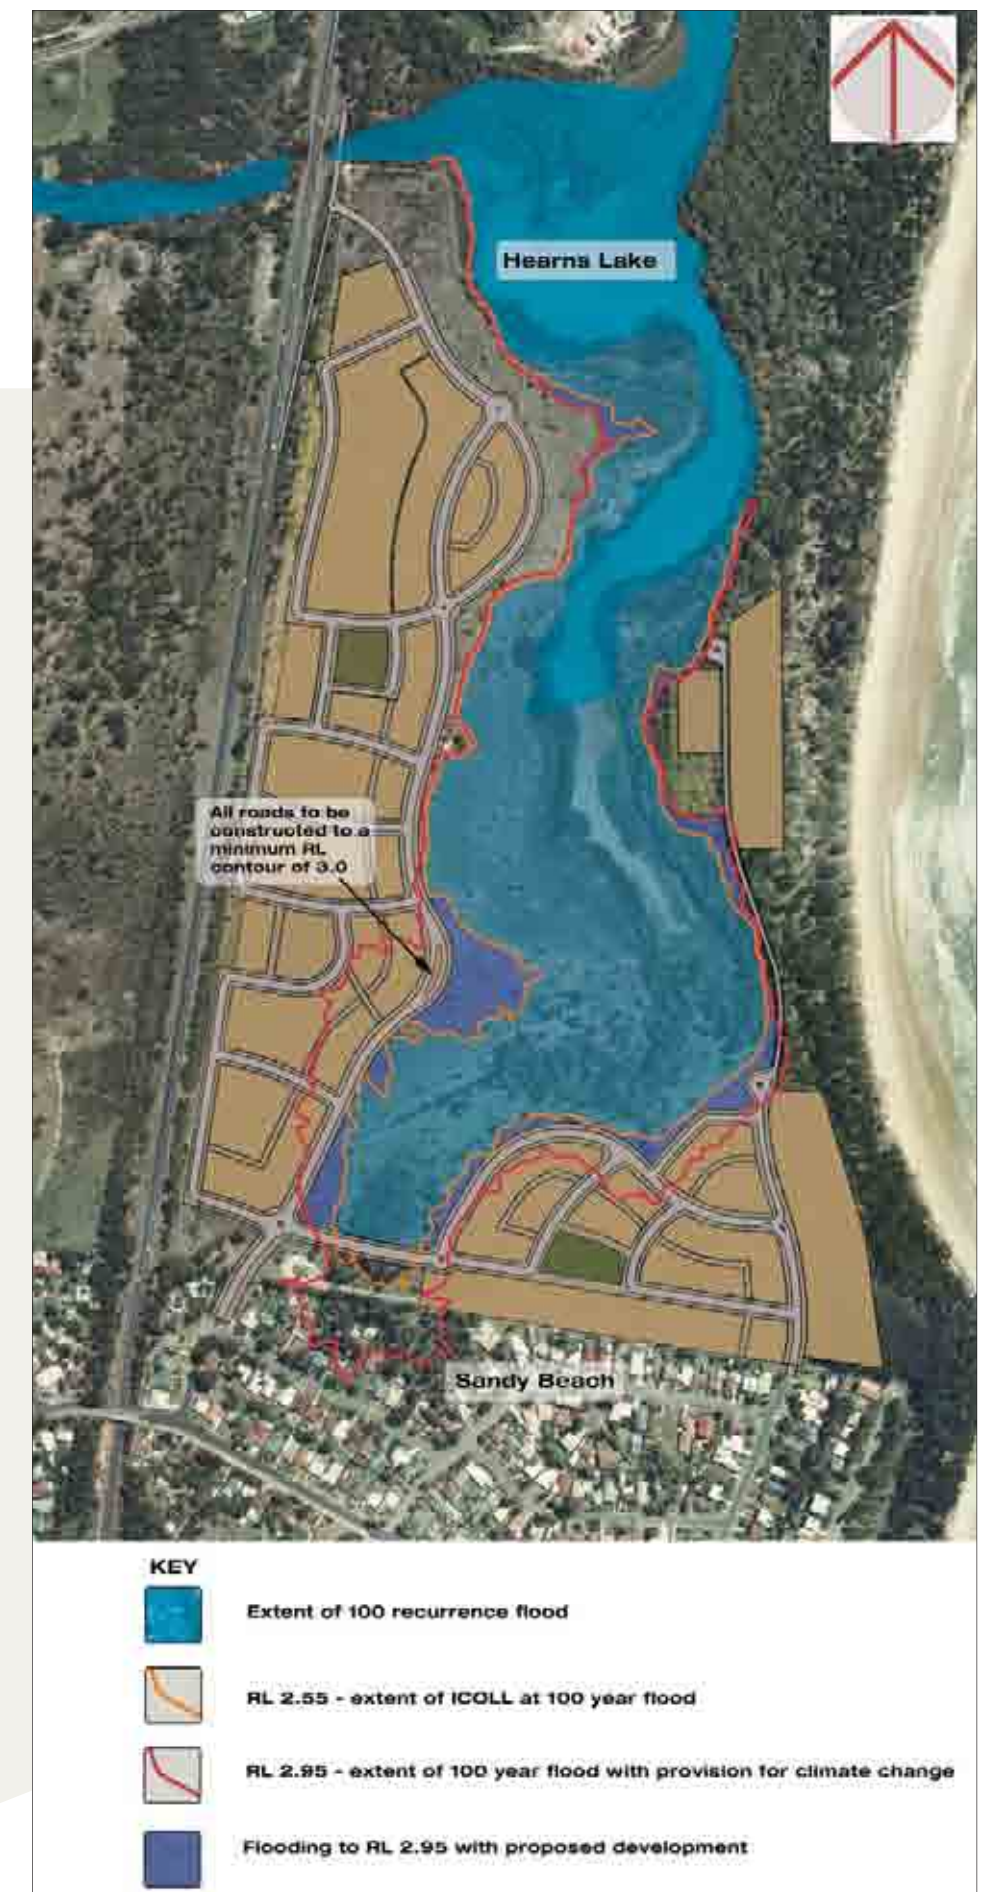 Hearns Lake
All roads to be
constructed to a
minimum RL
contour of 3.0
Sandy Beach
KEY
Extent of 100 recurrence flood
RL 2.55 - extent of ICOLL at 100 year flood
RL 2.95 - extent of 100 year flood with provision for climate change
Flooding to RL 2.95 with proposed development